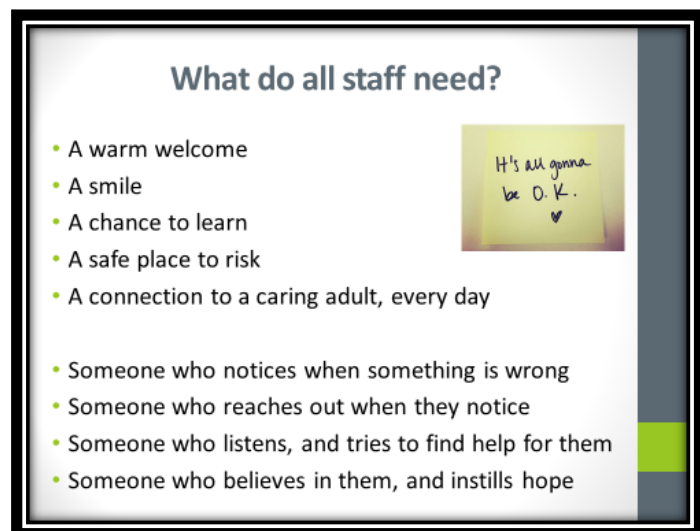 What do all staff need?
• A warm welcome
• A smile
• A chance to learn
• A safe place to risk
• A connection to a caring adult, every day
It's all gonna
be O.K.
• Someone who notices when something is wrong
• Someone who reaches out when they notice
• Someone who listens, and tries to find help for them
• Someone who believes in them, and instills hope